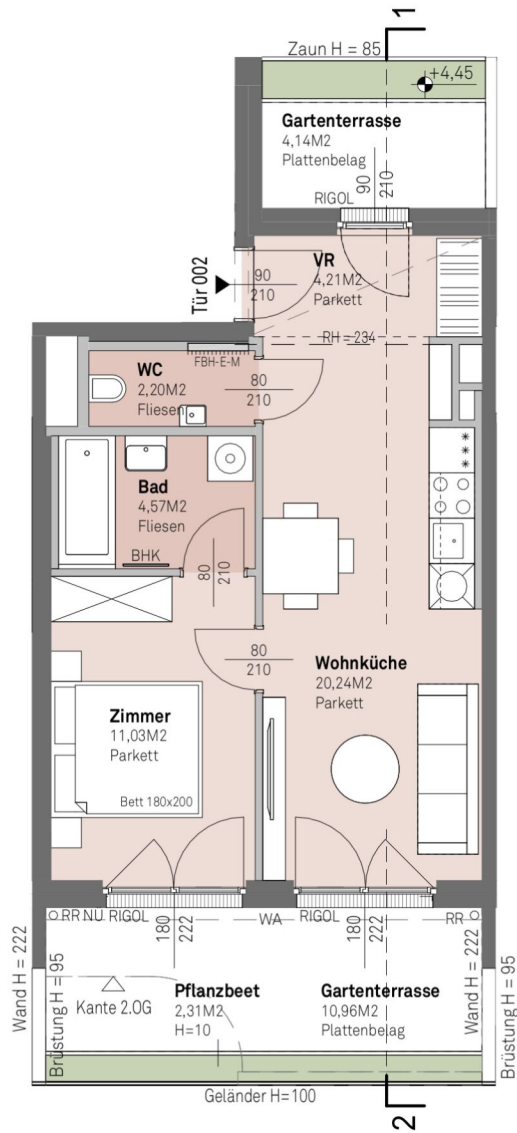 1
Zaun H = 85
+4,45
Gartenterrasse
4,14M2
Plattenbelag
90
210
RIGOL
Tür 002
90
210
VR
4,21M2
Parkett
RH = 234
WC
2,20M2
Fliesen
FBH-E-M
80
210
Bad
4,57M2
Fliesen
BHK
80
210
80
210
Wohnküche
20,24M2
Parkett
Zimmer
11,03M2
Parkett
Bett 180x200
RR NU RIGOL
180
222
WA
RIGOL
180
222
RR
Wand H = 222
Brüstung H = 95
Kante 2.OG
Pflanzbeet
2,31M2
H=10
Gartenterrasse
10,96M2
Plattenbelag
Wand H = 222
Brüstung H = 95
Geländer H=100
2